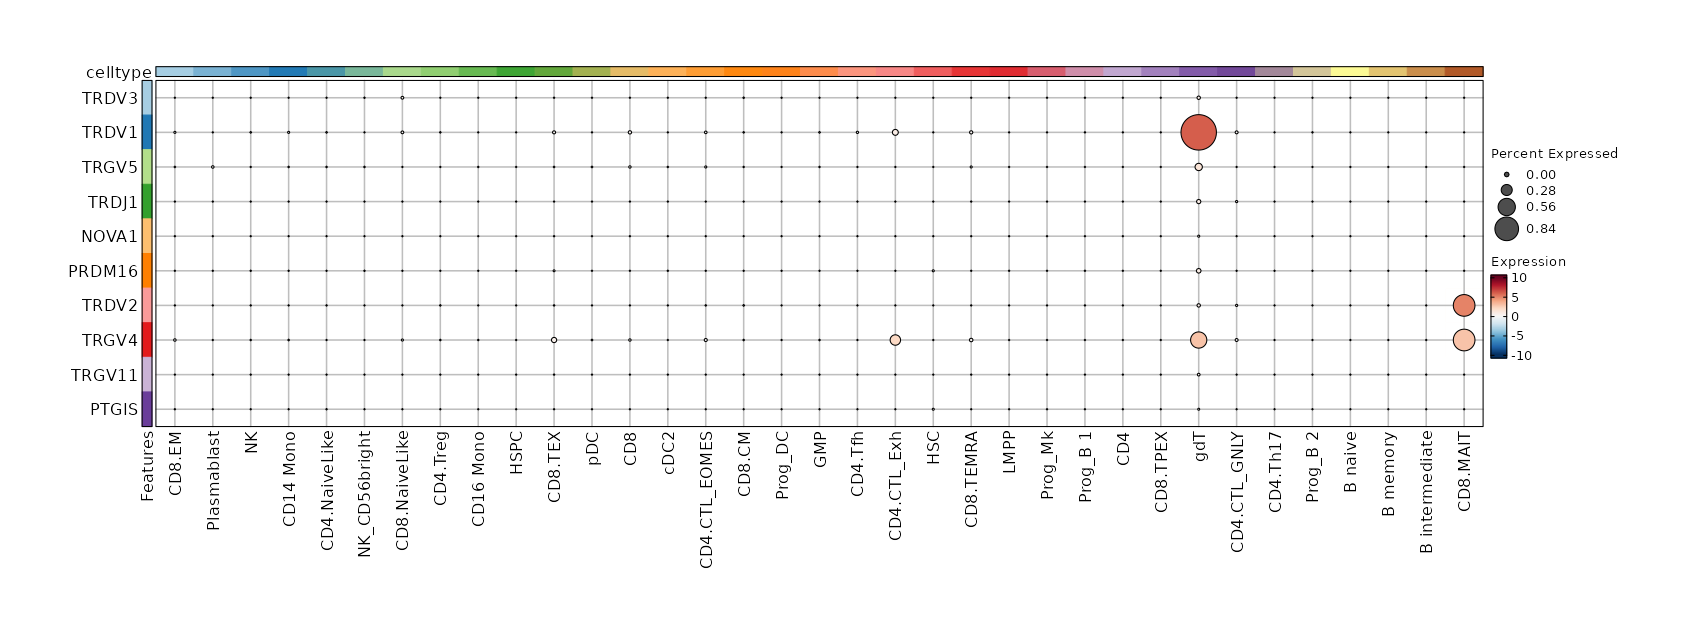 celltype
TRDV3
TRDV1
TRGV5
TRDJ1
NOVA1
PRDM16
TRDV2
TRGV4
TRGV11
PTGIS
Features
CD8.EM
Plasmablast
NK
CD14 Mono
CD4.NaiveLike
NK_CD56bright
CD8.NaiveLike
CD4.Treg
CD16 Mono
HSPC
CD8.TEX
pDC
CD8
cDC2
CD4.CTL_EOMES
CD8.CM
Prog_DC
GMP
CD4.Tfh
CD4.CTL_Exh
HSC
CD8.TEMRA
LMPP
Prog_Mk
Prog_B 1
CD4
CD8.TPEX
gdT
CD4.CTL_GNLY
CD4.Th17
Prog_B 2
B naive
B memory
B intermediate
CD8.MAIT
Percent Expressed
0.00
0.28
0.56
0.84
Expression
10
5
0
-5
-10